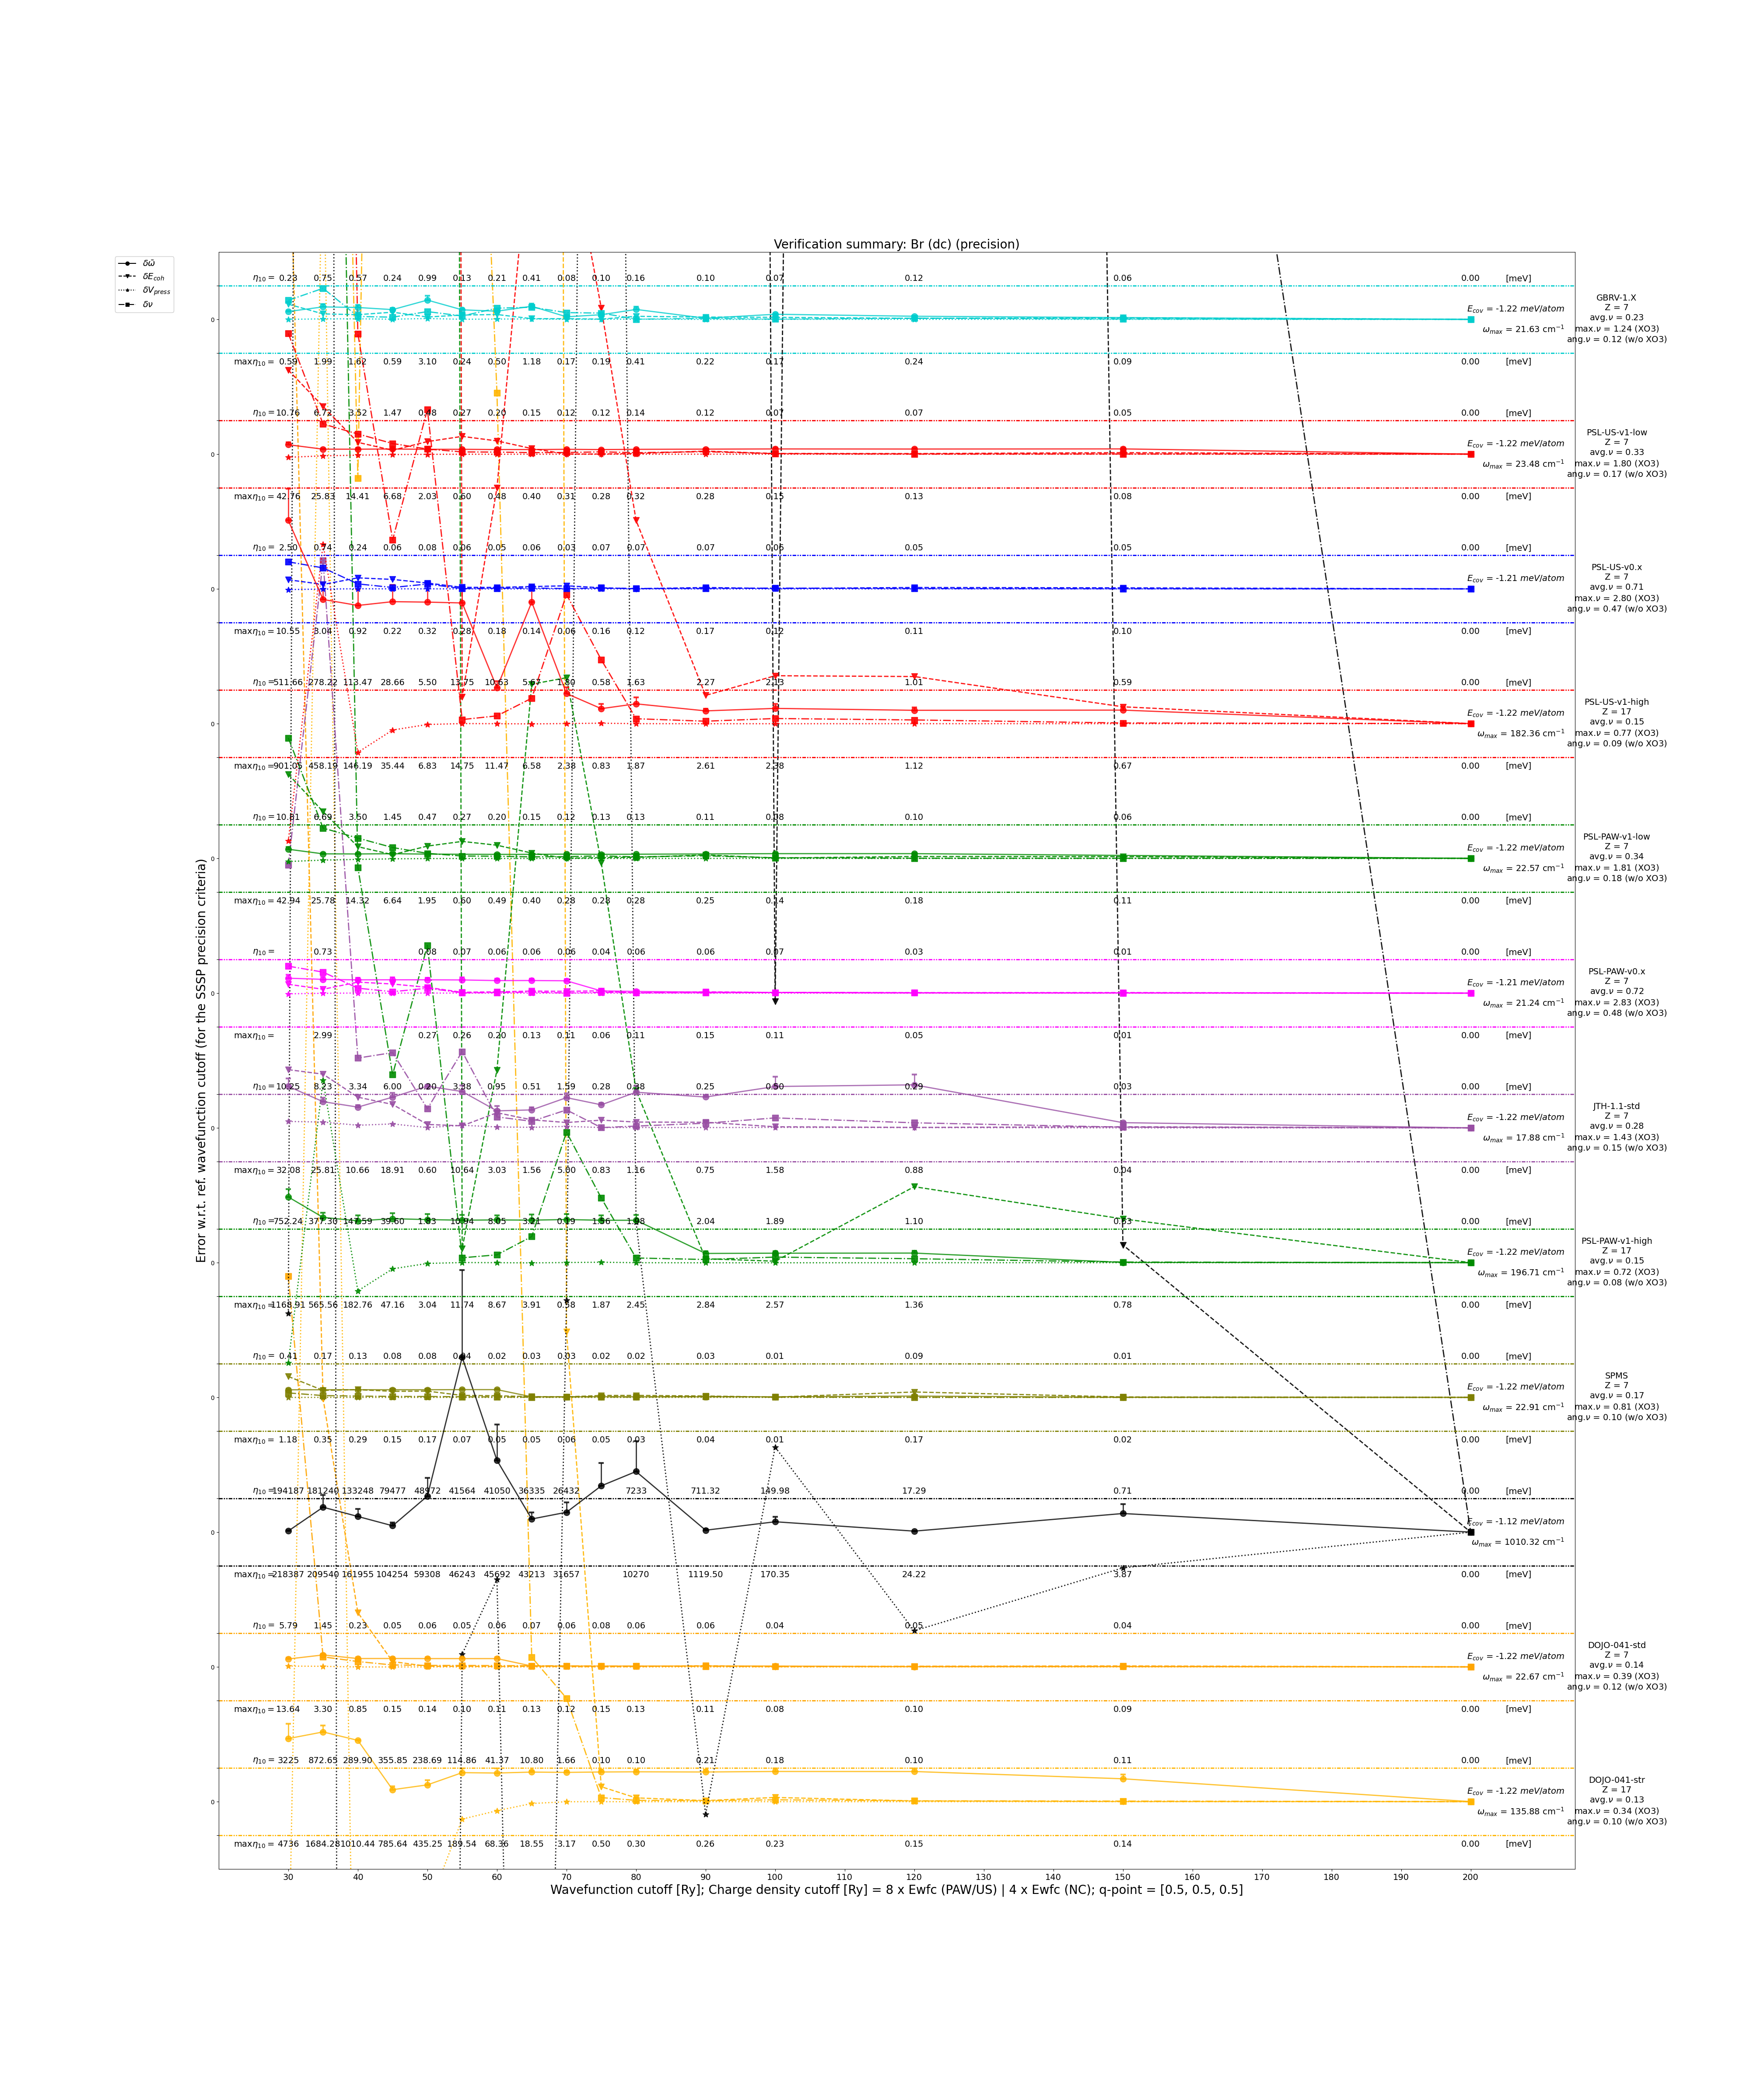 Verification summary: Br (dc) (precision)
δω̄
δE_coh
δV_press
δν
Error w.r.t. ref. wavefunction cutoff (for the SSSP precision criteria)
η₁₀ = 0.23 0.75 0.57 0.24 0.99 0.13 0.21 0.41 0.08 0.10 0.16 0.10 0.07 0.12 0.06 0.00 [meV]
0
E_cov = -1.22 meV/atom
ω_max = 21.63 cm⁻¹
GBRV-1.X
Z = 7
avg.ν = 0.23
max.ν = 1.24 (XO3)
ang.ν = 0.12 (w/o XO3)
maxη₁₀ = 0.59 1.99 1.62 0.59 3.10 0.24 0.50 1.18 0.17 0.19 0.41 0.22 0.11 0.24 0.09 0.00 [meV]
η₁₀ = 10.76 6.72 3.52 1.47 0.48 0.27 0.20 0.15 0.12 0.12 0.14 0.12 0.07 0.07 0.05 0.00 [meV]
0
E_cov = -1.22 meV/atom
ω_max = 23.48 cm⁻¹
PSL-US-v1-low
Z = 7
avg.ν = 0.33
max.ν = 1.80 (XO3)
ang.ν = 0.17 (w/o XO3)
maxη₁₀ = 42.76 25.83 14.41 6.68 2.03 0.60 0.48 0.40 0.31 0.28 0.32 0.28 0.15 0.13 0.08 0.00 [meV]
η₁₀ = 2.50 0.74 0.24 0.06 0.08 0.06 0.05 0.06 0.03 0.07 0.07 0.07 0.06 0.05 0.05 0.00 [meV]
0
E_cov = -1.21 meV/atom
PSL-US-v0.x
Z = 7
avg.ν = 0.71
max.ν = 2.80 (XO3)
ang.ν = 0.47 (w/o XO3)
maxη₁₀ = 10.55 3.04 0.92 0.22 0.32 0.28 0.18 0.14 0.06 0.16 0.12 0.17 0.12 0.11 0.10 0.00 [meV]
η₁₀ = 511.66 278.22 113.47 28.66 5.50 13.75 10.63 5.67 1.80 0.58 1.63 2.27 2.13 1.01 0.59 0.00 [meV]
0
E_cov = -1.22 meV/atom
ω_max = 182.36 cm⁻¹
PSL-US-v1-high
Z = 17
avg.ν = 0.15
max.ν = 0.77 (XO3)
ang.ν = 0.09 (w/o XO3)
maxη₁₀ = 901.05 458.19 146.19 35.44 6.83 14.75 11.47 6.58 2.38 0.83 1.87 2.61 2.38 1.12 0.67 0.00 [meV]
η₁₀ = 10.81 6.69 3.50 1.45 0.47 0.27 0.20 0.15 0.12 0.13 0.13 0.11 0.08 0.10 0.06 0.00 [meV]
0
E_cov = -1.22 meV/atom
ω_max = 22.57 cm⁻¹
PSL-PAW-v1-low
Z = 7
avg.ν = 0.34
max.ν = 1.81 (XO3)
ang.ν = 0.18 (w/o XO3)
maxη₁₀ = 42.94 25.78 14.32 6.64 1.95 0.60 0.49 0.40 0.28 0.28 0.28 0.25 0.14 0.18 0.11 0.00 [meV]
η₁₀ = 0.73 0.08 0.07 0.06 0.06 0.06 0.04 0.06 0.06 0.07 0.03 0.01 0.00 [meV]
0
E_cov = -1.21 meV/atom
ω_max = 21.24 cm⁻¹
PSL-PAW-v0.x
Z = 7
avg.ν = 0.72
max.ν = 2.83 (XO3)
ang.ν = 0.48 (w/o XO3)
maxη₁₀ = 2.99 0.27 0.26 0.20 0.13 0.11 0.06 0.11 0.15 0.11 0.05 0.01 0.00 [meV]
η₁₀ = 10.25 8.23 3.34 6.00 0.20 3.38 0.95 0.51 1.59 0.28 0.38 0.25 0.50 0.29 0.03 0.00 [meV]
0
E_cov = -1.22 meV/atom
ω_max = 17.88 cm⁻¹
JTH-1.1-std
Z = 7
avg.ν = 0.28
max.ν = 1.43 (XO3)
ang.ν = 0.15 (w/o XO3)
maxη₁₀ = 32.08 25.81 10.66 18.91 0.60 10.64 3.03 1.56 5.00 0.83 1.16 0.75 1.58 0.88 0.04 0.00 [meV]
η₁₀ = 752.24 377.30 147.59 39.60 10.94 8.05 2.04 1.89 1.10 0.63 0.00 [meV]
0
E_cov = -1.22 meV/atom
ω_max = 196.71 cm⁻¹
PSL-PAW-v1-high
Z = 17
avg.ν = 0.15
max.ν = 0.72 (XO3)
ang.ν = 0.08 (w/o XO3)
maxη₁₀ = 1168.91 565.56 182.76 47.16 3.04 11.74 8.67 3.91 0.58 1.87 2.45 2.84 2.57 1.36 0.78 0.00 [meV]
η₁₀ = 0.41 0.17 0.13 0.08 0.08 0.04 0.02 0.03 0.03 0.02 0.02 0.03 0.01 0.09 0.01 0.00 [meV]
0
E_cov = -1.22 meV/atom
ω_max = 22.91 cm⁻¹
SPMS
Z = 7
avg.ν = 0.17
max.ν = 0.81 (XO3)
ang.ν = 0.10 (w/o XO3)
maxη₁₀ = 1.18 0.35 0.29 0.15 0.17 0.07 0.05 0.05 0.06 0.05 0.03 0.04 0.01 0.17 0.02 0.00 [meV]
η₁₀ = 194187 181240 133248 79477 48972 41564 41050 36335 26432 7233 711.32 149.98 17.29 0.71 0.00 [meV]
0
E_cov = -1.12 meV/atom
ω_max = 1010.32 cm⁻¹
maxη₁₀ = 218387 209540 161955 104254 59308 46243 45692 43213 31657 10270 1119.50 170.35 24.22 3.87 0.00 [meV]
η₁₀ = 5.79 1.45 0.23 0.05 0.06 0.05 0.06 0.07 0.06 0.08 0.06 0.06 0.04 0.05 0.04 0.00 [meV]
0
E_cov = -1.22 meV/atom
ω_max = 22.67 cm⁻¹
DOJO-041-std
Z = 7
avg.ν = 0.14
max.ν = 0.39 (XO3)
ang.ν = 0.12 (w/o XO3)
maxη₁₀ = 13.64 3.30 0.85 0.15 0.14 0.10 0.11 0.13 0.12 0.15 0.13 0.11 0.08 0.10 0.09 0.00 [meV]
η₁₀ = 3225 872.65 289.90 355.85 238.69 114.86 41.37 10.80 1.66 0.10 0.10 0.21 0.18 0.10 0.11 0.00 [meV]
0
E_cov = -1.22 meV/atom
ω_max = 135.88 cm⁻¹
DOJO-041-str
Z = 17
avg.ν = 0.13
max.ν = 0.34 (XO3)
ang.ν = 0.10 (w/o XO3)
maxη₁₀ = 4736 1684.28 1010.44 785.64 435.25 189.54 68.36 18.55 3.17 0.50 0.30 0.26 0.23 0.15 0.14 0.00 [meV]
30 40 50 60 70 80 90 100 110 120 130 140 150 160 170 180 190 200
Wavefunction cutoff [Ry]; Charge density cutoff [Ry] = 8 x Ewfc (PAW/US) | 4 x Ewfc (NC); q-point = [0.5, 0.5, 0.5]